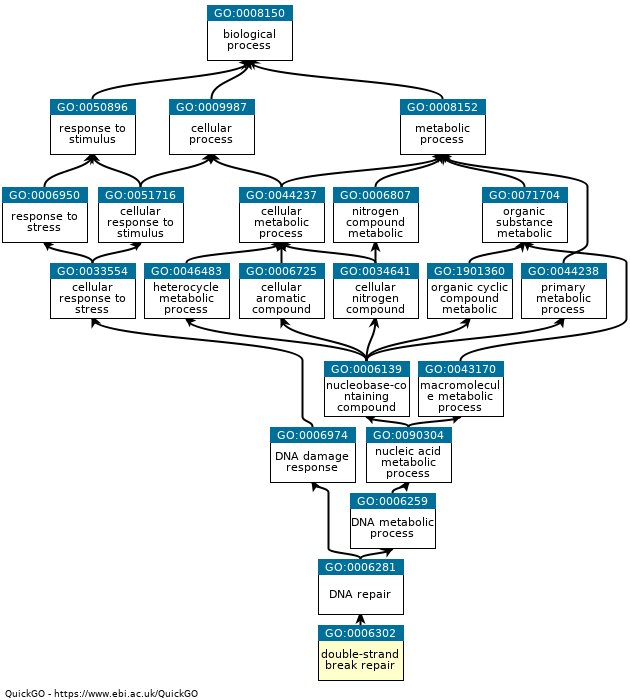 GO:0008150
biological
process
GO:0050896
response to
stimulus
GO:0009987
cellular
process
GO:0008152
metabolic
process
GO:0006950
response to
stress
GO:0051716
cellular
response to
stimulus
GO:0044237
cellular
metabolic
process
GO:0006807
nitrogen
compound
metabolic
GO:0071704
organic
substance
metabolic
GO:0033554
cellular
response to
stress
GO:0046483
heterocycle
metabolic
process
GO:0006725
cellular
aromatic
compound
GO:0034641
cellular
nitrogen
compound
GO:1901360
organic cyclic
compound
metabolic
GO:0044238
primary
metabolic
process
GO:0006139
nucleobase-co
ntaining
compound
GO:0043170
macromolecul
e metabolic
process
GO:0006974
DNA damage
response
GO:0090304
nucleic acid
metabolic
process
GO:0006259
DNA metabolic
process
GO:0006281
DNA repair
GO:0006302
double-strand
break repair
QuickGO - https://www.ebi.ac.uk/QuickGO